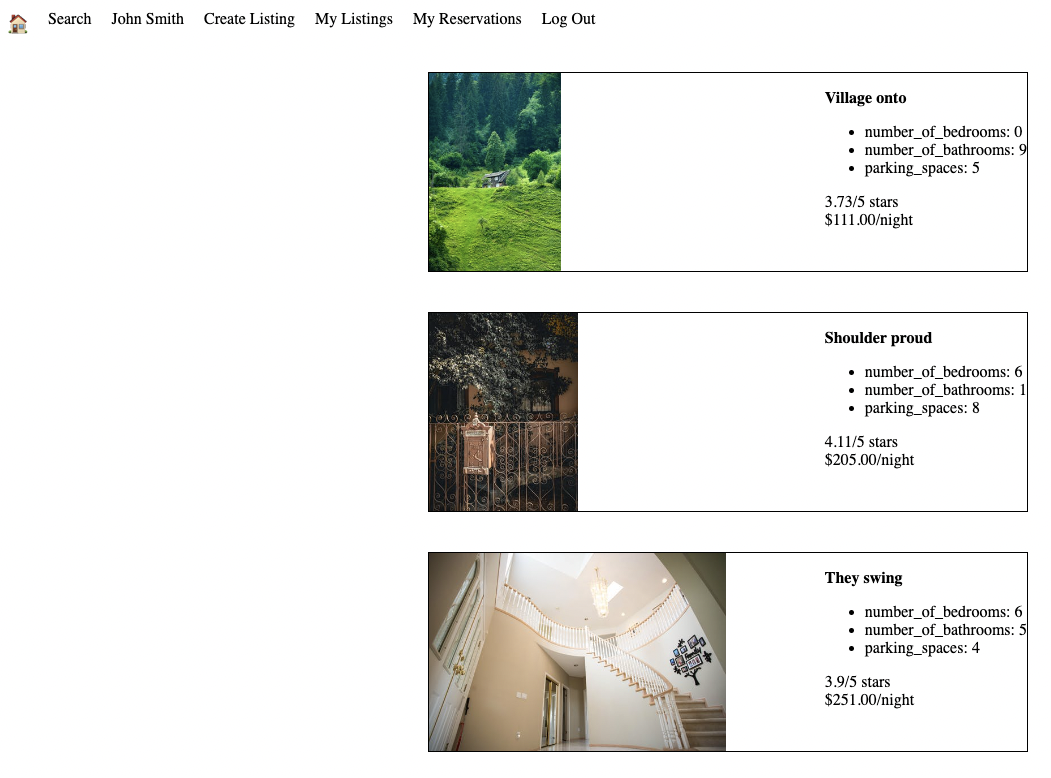 Search John Smith Create Listing My Listings My Reservations Log Out
Village onto
number_of_bedrooms: 0
number_of_bathrooms: 9
parking_spaces: 5
3.73/5 stars
$111.00/night
Shoulder proud
number_of_bedrooms: 6
number_of_bathrooms: 1
parking_spaces: 8
4.11/5 stars
$205.00/night
They swing
number_of_bedrooms: 6
number_of_bathrooms: 5
parking_spaces: 4
3.9/5 stars
$251.00/night